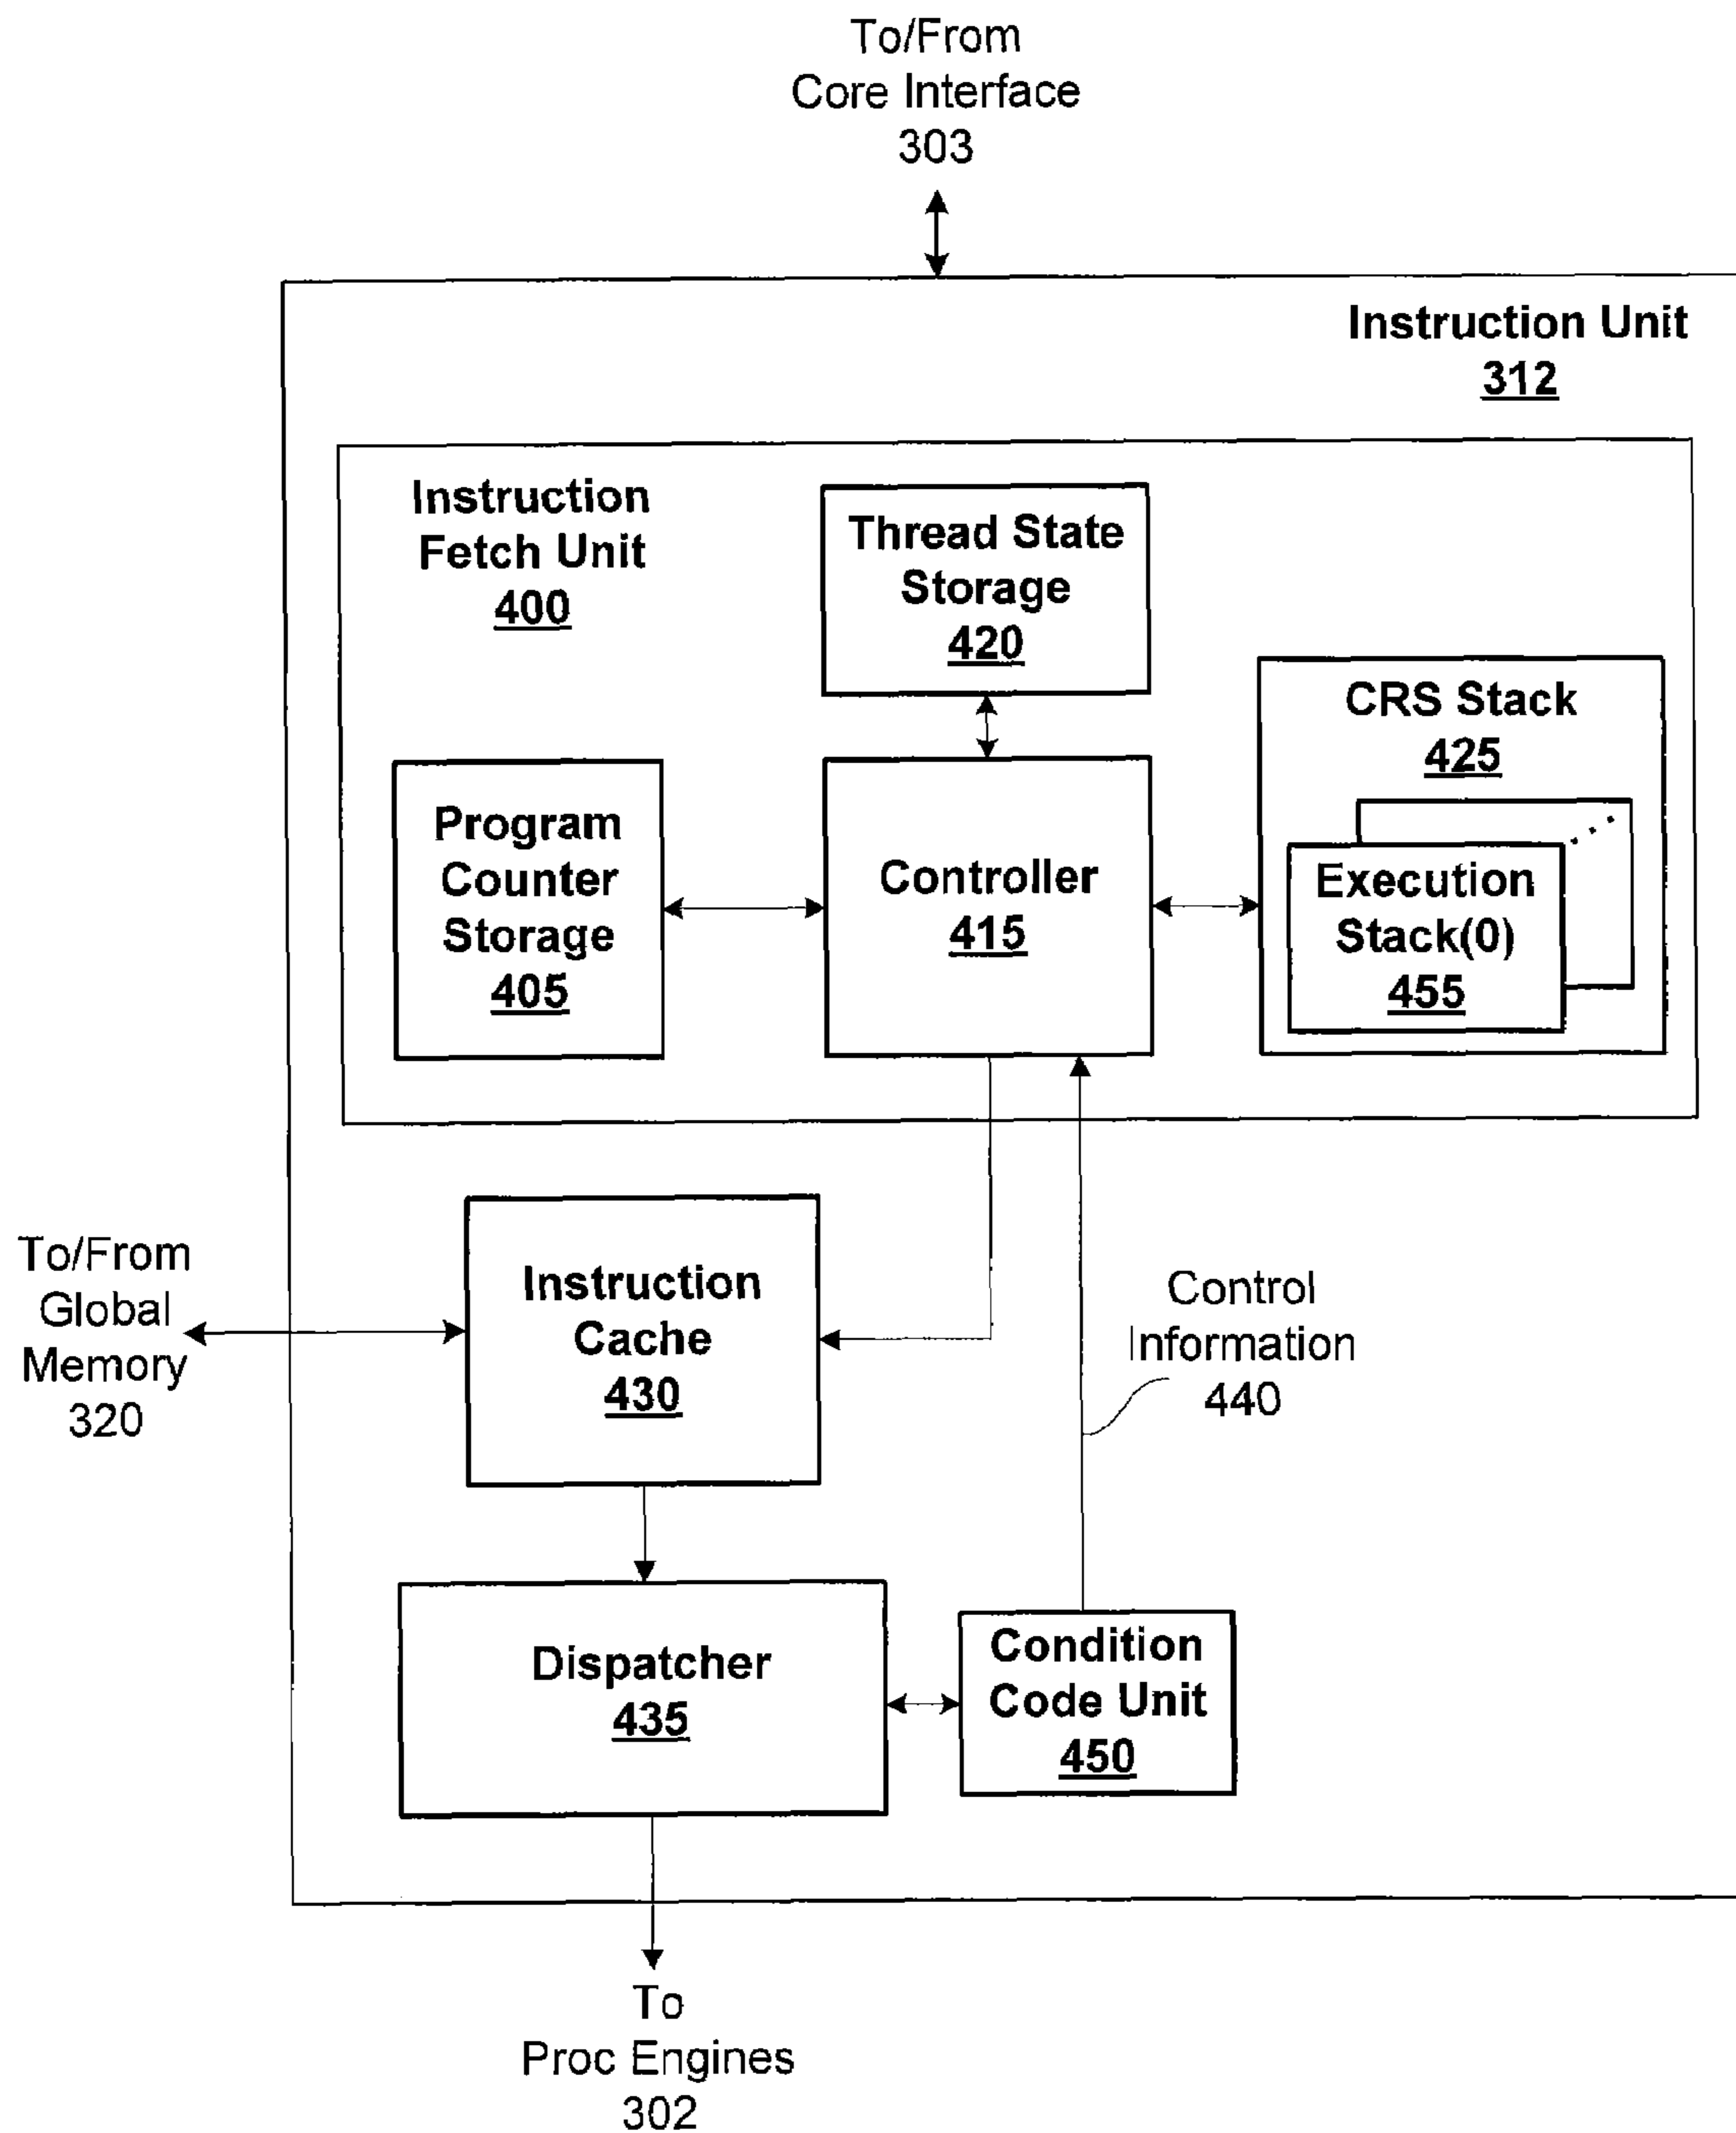 To/From
Core Interface
303
Instruction Unit
312
Instruction
Fetch Unit
400
Thread State
Storage
420
CRS Stack
425
Program
Counter
Storage
405
Controller
415
Execution
Stack(0)
455
To/From
Global
Memory
320
Instruction
Cache
430
Control
Information
440
Dispatcher
435
Condition
Code Unit
450
To
Proc Engines
302